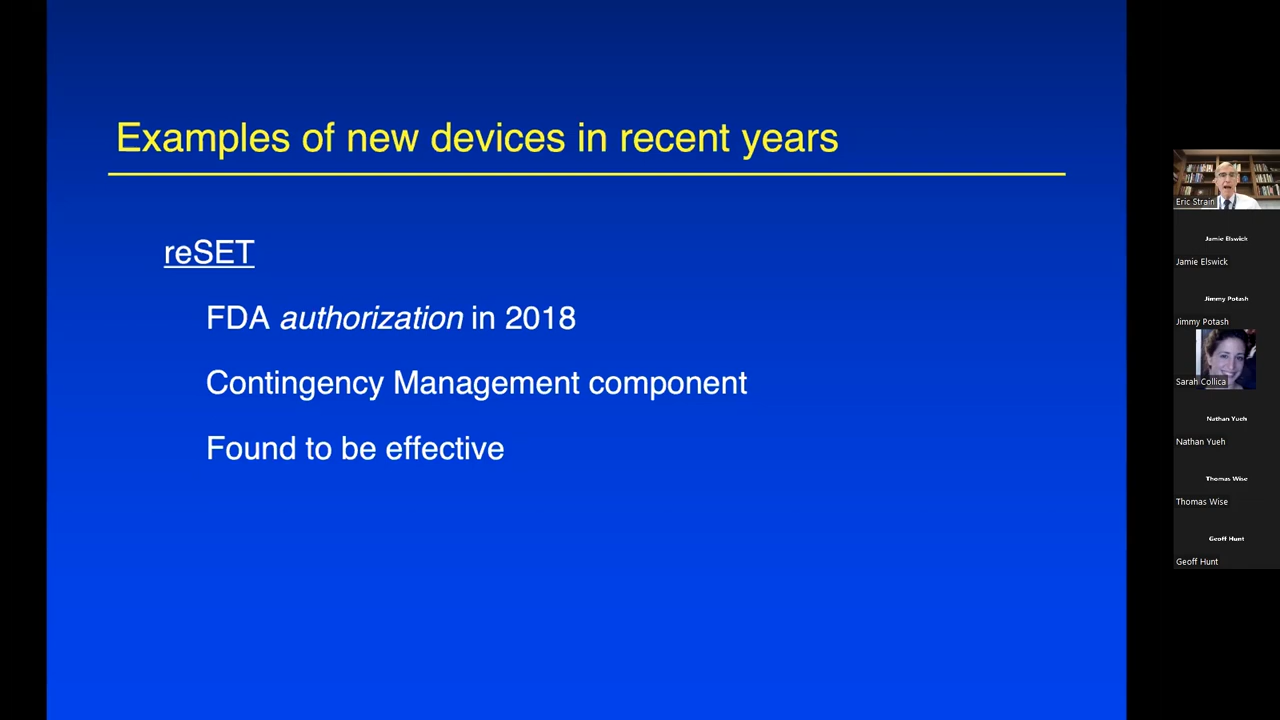 Examples of new devices in recent years
reSET
FDA authorization in 2018
Contingency Management component
Found to be effective
Eric Strain
Jamie Elswick
Jamie Elswick
Jimmy Potash
Jimmy Potash
Sarah Collica
Nathan Yueh
Nathan Yueh
Thomas Wise
Thomas Wise
Geoff Hunt
Geoff Hunt